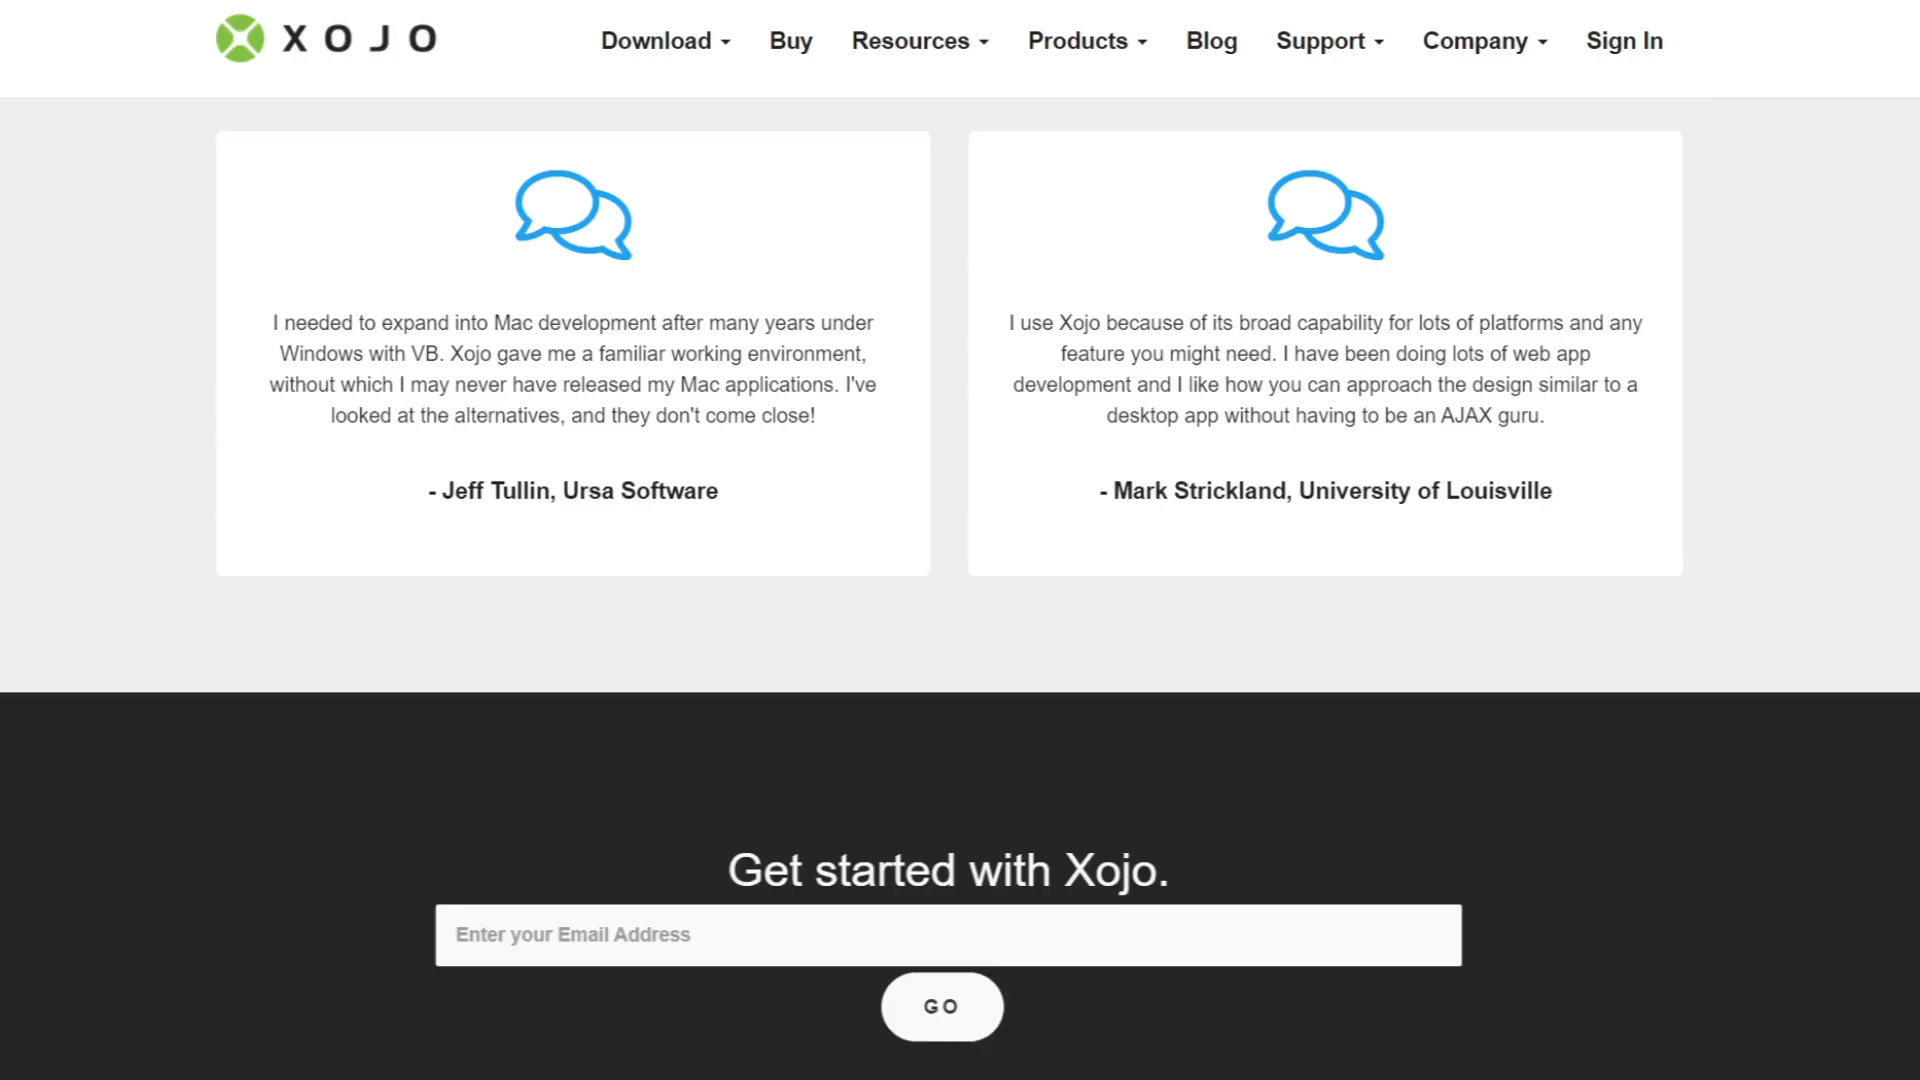 XOJO
Download Buy Resources Products Blog Support Company Sign In
I needed to expand into Mac development after many years under
Windows with VB. Xojo gave me a familiar working environment,
without which I may never have released my Mac applications. I've
looked at the alternatives, and they don't come close!
- Jeff Tullin, Ursa Software
I use Xojo because of its broad capability for lots of platforms and any
feature you might need. I have been doing lots of web app
development and I like how you can approach the design similar to a
desktop app without having to be an AJAX guru.
- Mark Strickland, University of Louisville
Get started with Xojo.
Enter your Email Address
GO